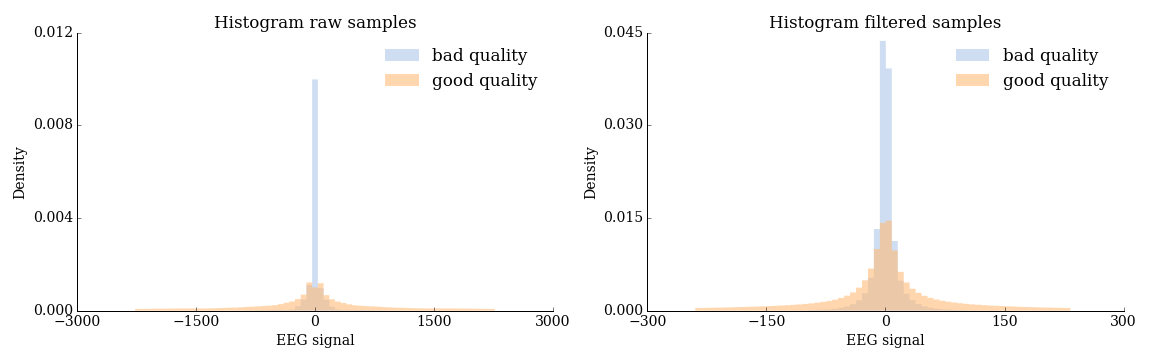 Histogram raw samples
0.012
0.008
0.004
0.000
Density
bad quality
good quality
−3000 −1500 0 1500 3000
EEG signal
Histogram filtered samples
0.045
0.030
0.015
0.000
Density
bad quality
good quality
−300 −150 0 150 300
EEG signal